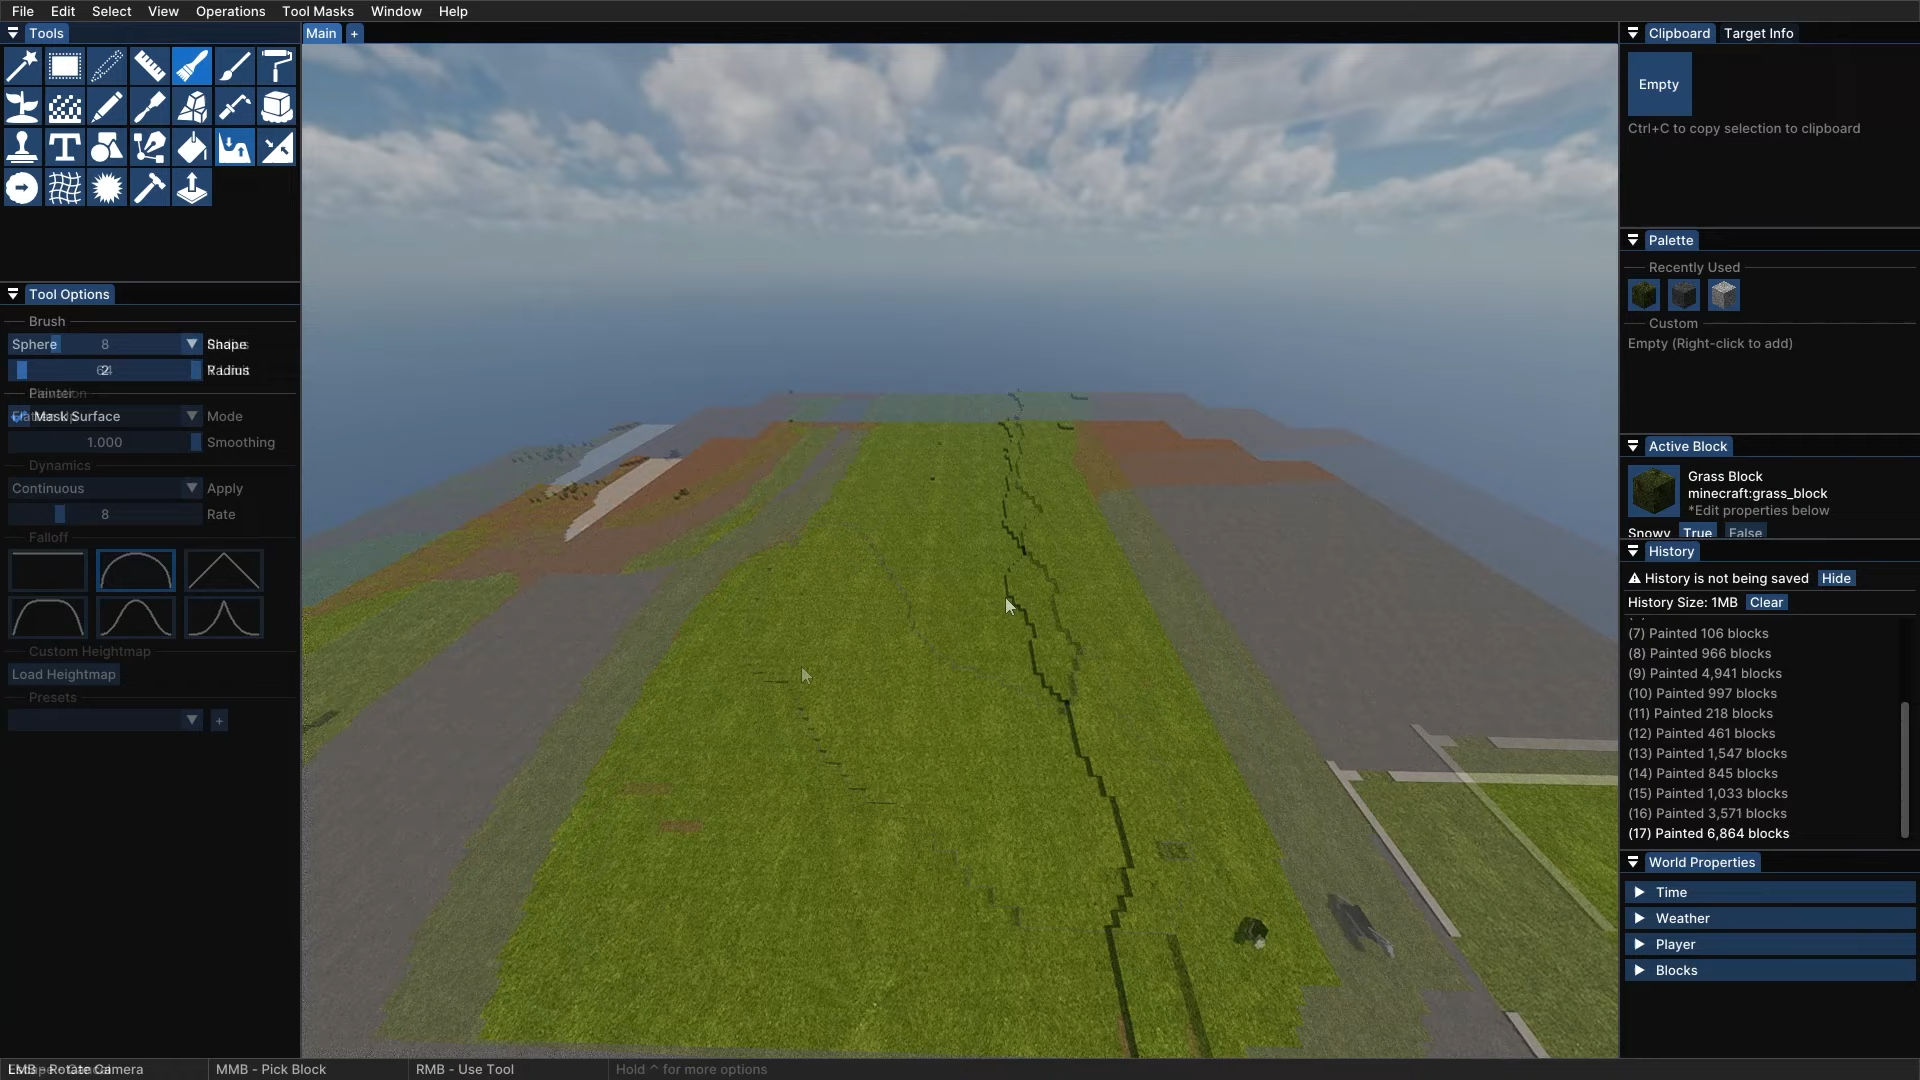 File Edit Select View Operations Tool Masks Window Help
Tools
Main +
Clipboard Target Info
Empty
Ctrl+C to copy selection to clipboard
Palette
Recently Used
Custom
Empty (Right-click to add)
Tool Options
Brush
Sphere 8 Shape
Radius
Mask Surface Mode
1.000 Smoothing
Dynamics
Continuous Apply
8 Rate
Falloff
Custom Heightmap
Load Heightmap
Presets
+
Active Block
Grass Block
minecraft:grass_block
*Edit properties below
Snowy True False
History
History is not being saved Hide
History Size: 1MB Clear
(7) Painted 106 blocks
(8) Painted 966 blocks
(9) Painted 4,941 blocks
(10) Painted 997 blocks
(11) Painted 218 blocks
(12) Painted 461 blocks
(13) Painted 1,547 blocks
(14) Painted 845 blocks
(15) Painted 1,033 blocks
(16) Painted 3,571 blocks
(17) Painted 6,864 blocks
World Properties
Time
Weather
Player
Blocks
Rotate Camera MMB - Pick Block RMB - Use Tool Hold ^ for more options